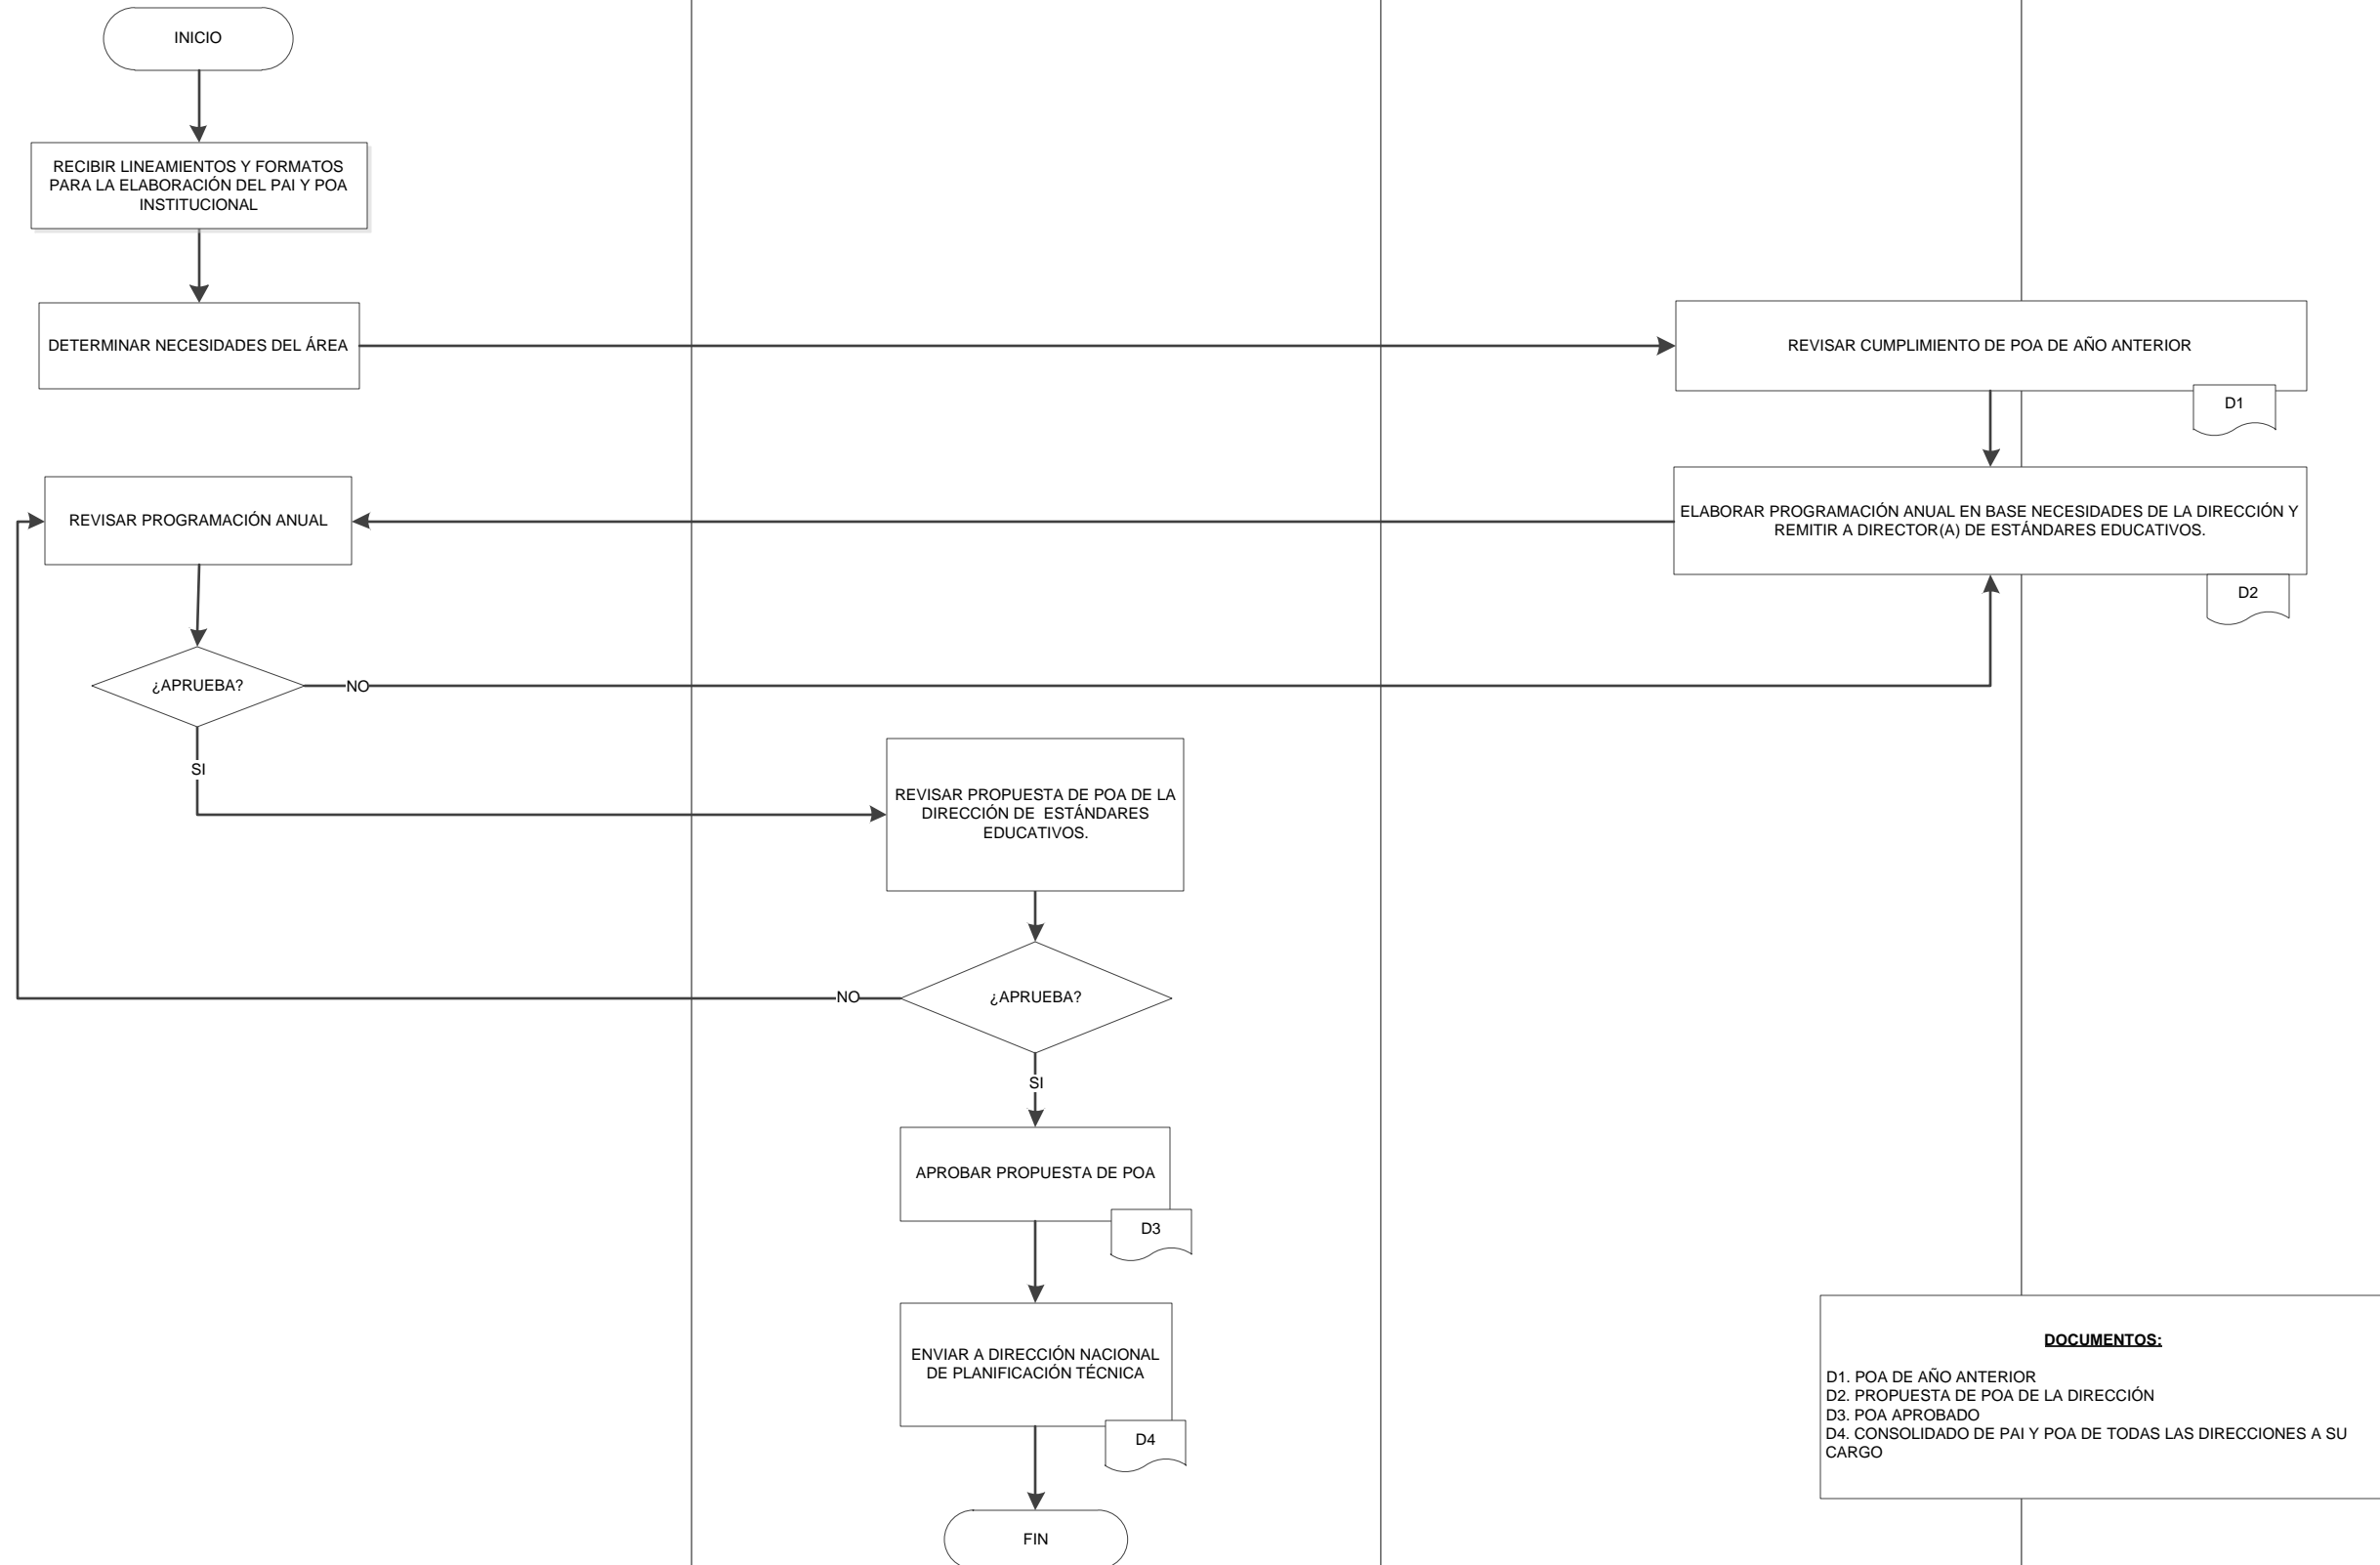 INICIO
RECIBIR LINEAMIENTOS Y FORMATOS
PARA LA ELABORACIÓN DEL PAI Y POA
INSTITUCIONAL
DETERMINAR NECESIDADES DEL ÁREA
REVISAR CUMPLIMIENTO DE POA DE AÑO ANTERIOR
D1
REVISAR PROGRAMACIÓN ANUAL
ELABORAR PROGRAMACIÓN ANUAL EN BASE NECESIDADES DE LA DIRECCIÓN Y
REMITIR A DIRECTOR(A) DE ESTÁNDARES EDUCATIVOS.
D2
¿APRUEBA?
NO
SI
REVISAR PROPUESTA DE POA DE LA
DIRECCIÓN DE ESTÁNDARES
EDUCATIVOS.
NO
¿APRUEBA?
SI
APROBAR PROPUESTA DE POA
D3
ENVIAR A DIRECCIÓN NACIONAL
DE PLANIFICACIÓN TÉCNICA
D4
FIN
DOCUMENTOS:
D1. POA DE AÑO ANTERIOR
D2. PROPUESTA DE POA DE LA DIRECCIÓN
D3. POA APROBADO
D4. CONSOLIDADO DE PAI Y POA DE TODAS LAS DIRECCIONES A SU
CARGO